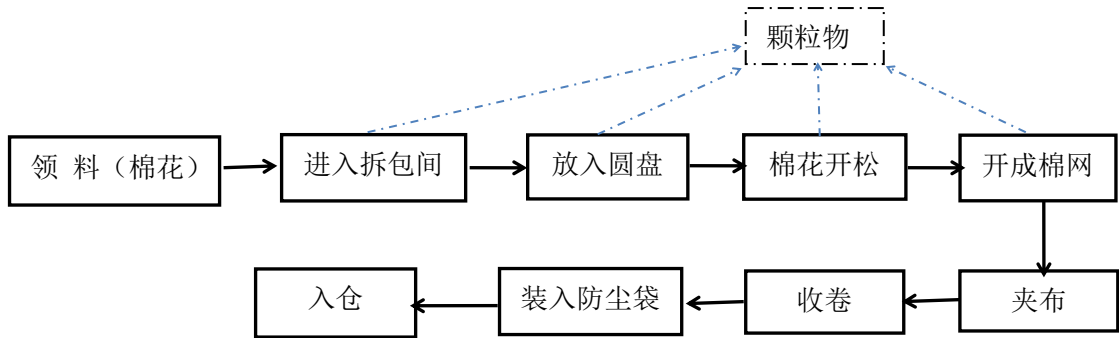 颗粒物
领 料（棉花）
进入拆包间
放入圆盘
棉花开松
开成棉网
入仓
装入防尘袋
收卷
夹布